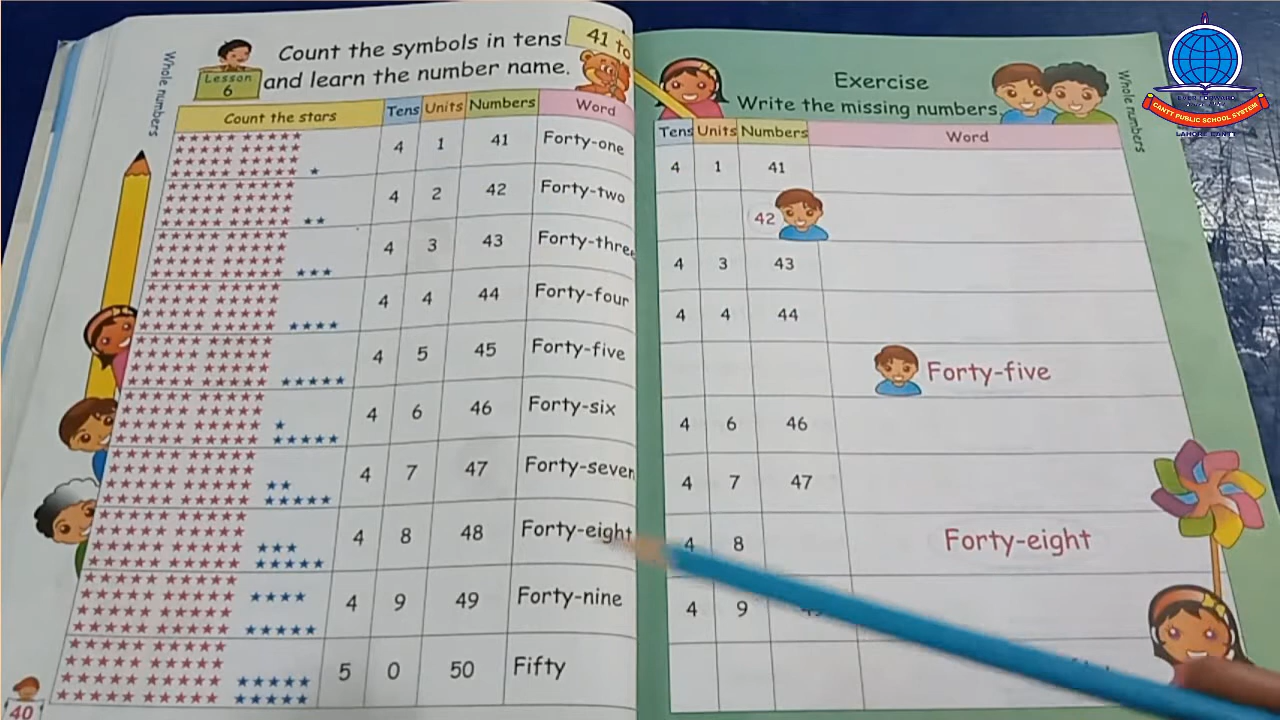 Whole numbers
Lesson 6
Count the symbols in tens
and learn the number name.
41 to
Count the stars Tens Units Numbers Word
4 1 41 Forty-one
4 2 42 Forty-two
4 3 43 Forty-three
4 4 44 Forty-four
4 5 45 Forty-five
4 6 46 Forty-six
4 7 47 Forty-seven
4 8 48 Forty-eight
4 9 49 Forty-nine
5 0 50 Fifty
40
Exercise
Write the missing numbers
Whole numbers
Tens Units Numbers Word
4 1 41
42
4 3 43
4 4 44
Forty-five
4 6 46
4 7 47
4 8 Forty-eight
4 9
CANTT PUBLIC SCHOOL SYSTEM
LAHORE CANTT